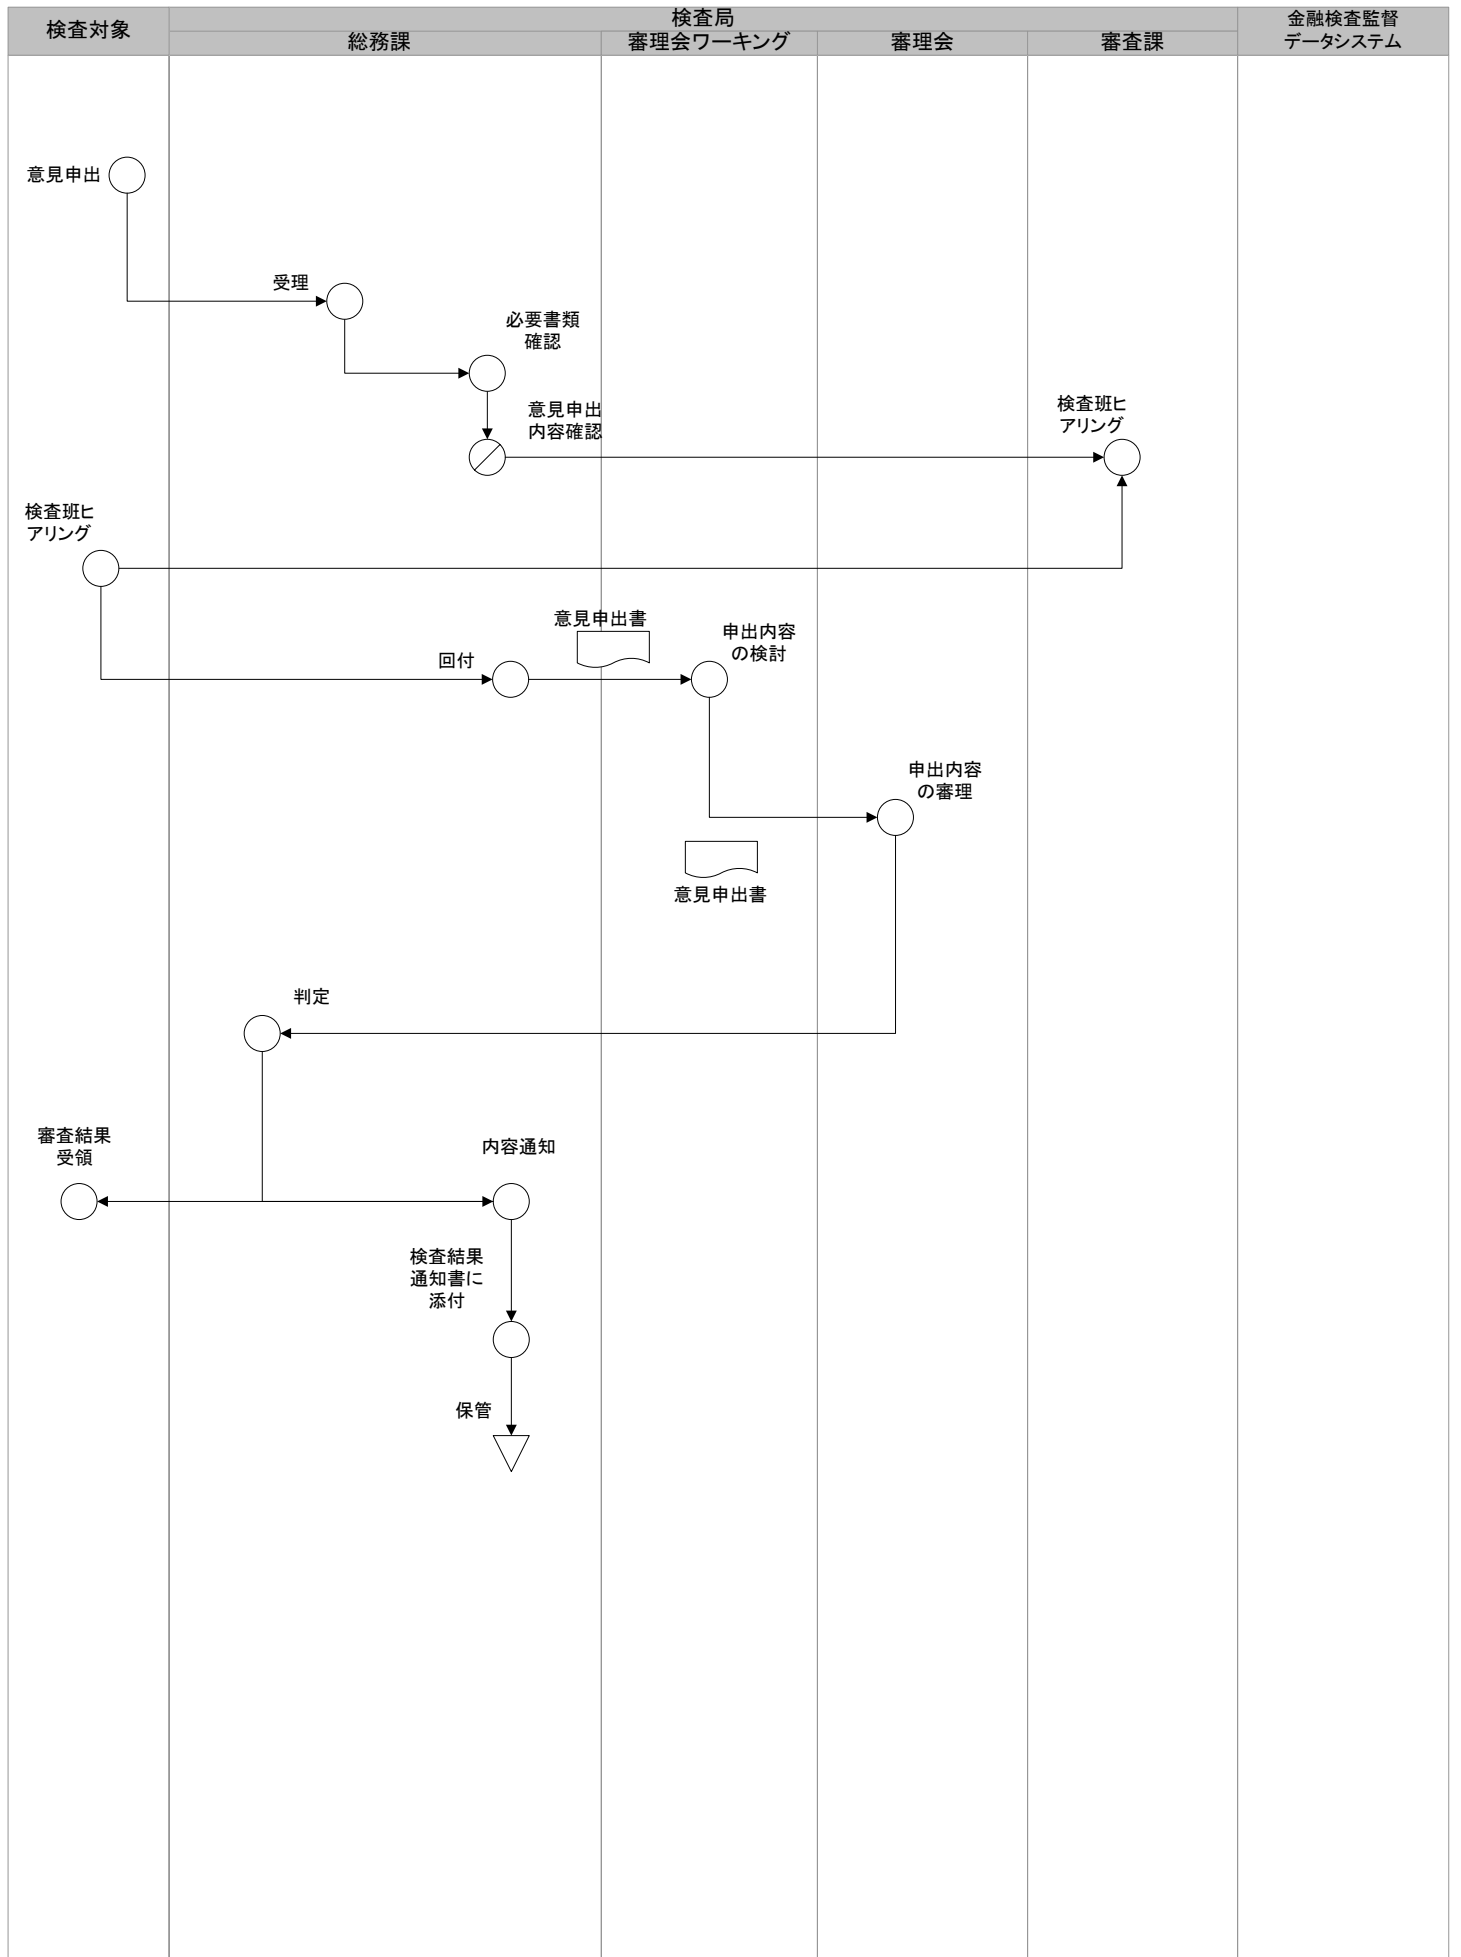 検査対象
検査局
金融検査監督
データシステム
総務課
審理会ワーキング
審理会
審査課
意見申出
受理
必要書類
確認
意見申出
内容確認
検査班ヒ
アリング
検査班ヒ
アリング
意見申出書
回付
申出内容
の検討
申出内容
の審理
意見申出書
判定
審査結果
受領
内容通知
検査結果
通知書に
添付
保管